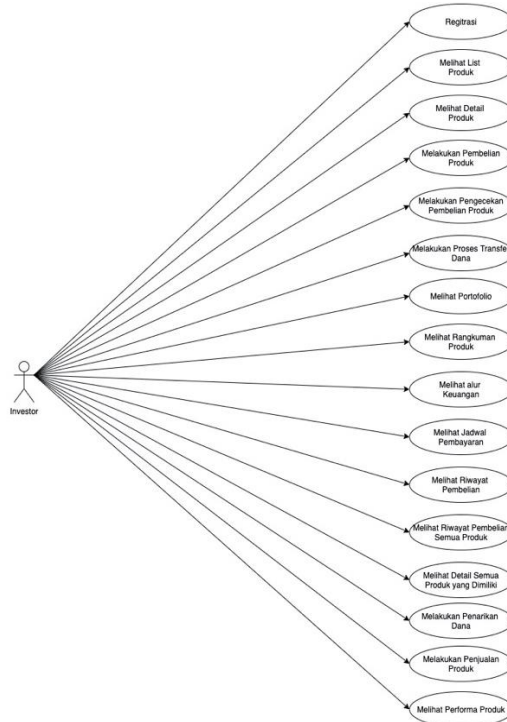 Regitrasi
Melihat List
Produk
Melihat Detail
Produk
Melakukan Pembelian
Produk
Melakukan Pengecekan
Pembelian Produk
Melakukan Proses Transfe
Dana
Melihat Portofolio
Melihat Rangkuman
Produk
Melihat alur
Keuangan
Melihat Jadwal
Pembayaran
Melihat Riwayat
Pembelian
Melihat Riwayat Pembelian
Semua Produk
Melihat Detail Semua
Produk yang Dimiliki
Melakukan Penarikan
Dana
Melakukan Penjualan
Produk
Melihat Performa Produk
Investor